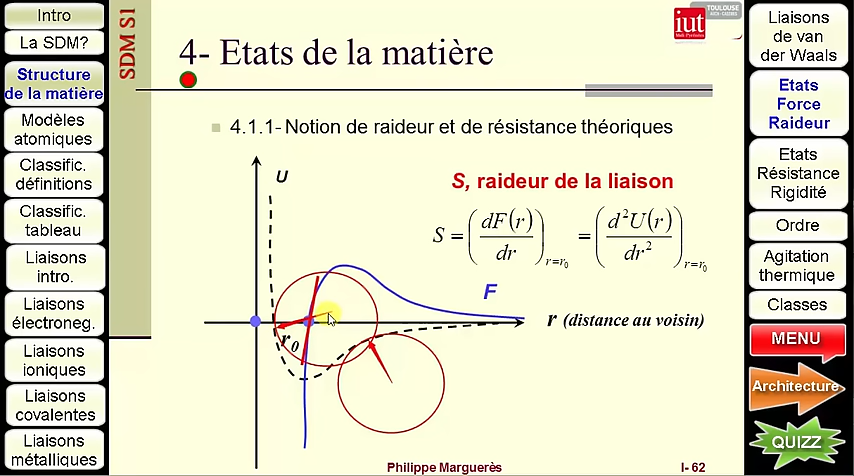 Intro
La SDM?
Structure
de la matière
Modèles
atomiques
Classific.
définitions
Classific.
tableau
Liaisons
intro.
Liaisons
électroneg.
Liaisons
ioniques
Liaisons
covalentes
Liaisons
métalliques
SDM S1
4- Etats de la matière
iut
TOULOUSE
4.1.1- Notion de raideur et de résistance théoriques
U
S, raideur de la liaison
S = (dF(r)/dr)r=r0 = (d²U(r)/dr²)r=r0
F
r (distance au voisin)
r0
Philippe Marguerès
I- 62
Liaisons
de van
der Waals
Etats
Force
Raideur
Etats
Résistance
Rigidité
Ordre
Agitation
thermique
Classes
MENU
Architecture
QUIZZ